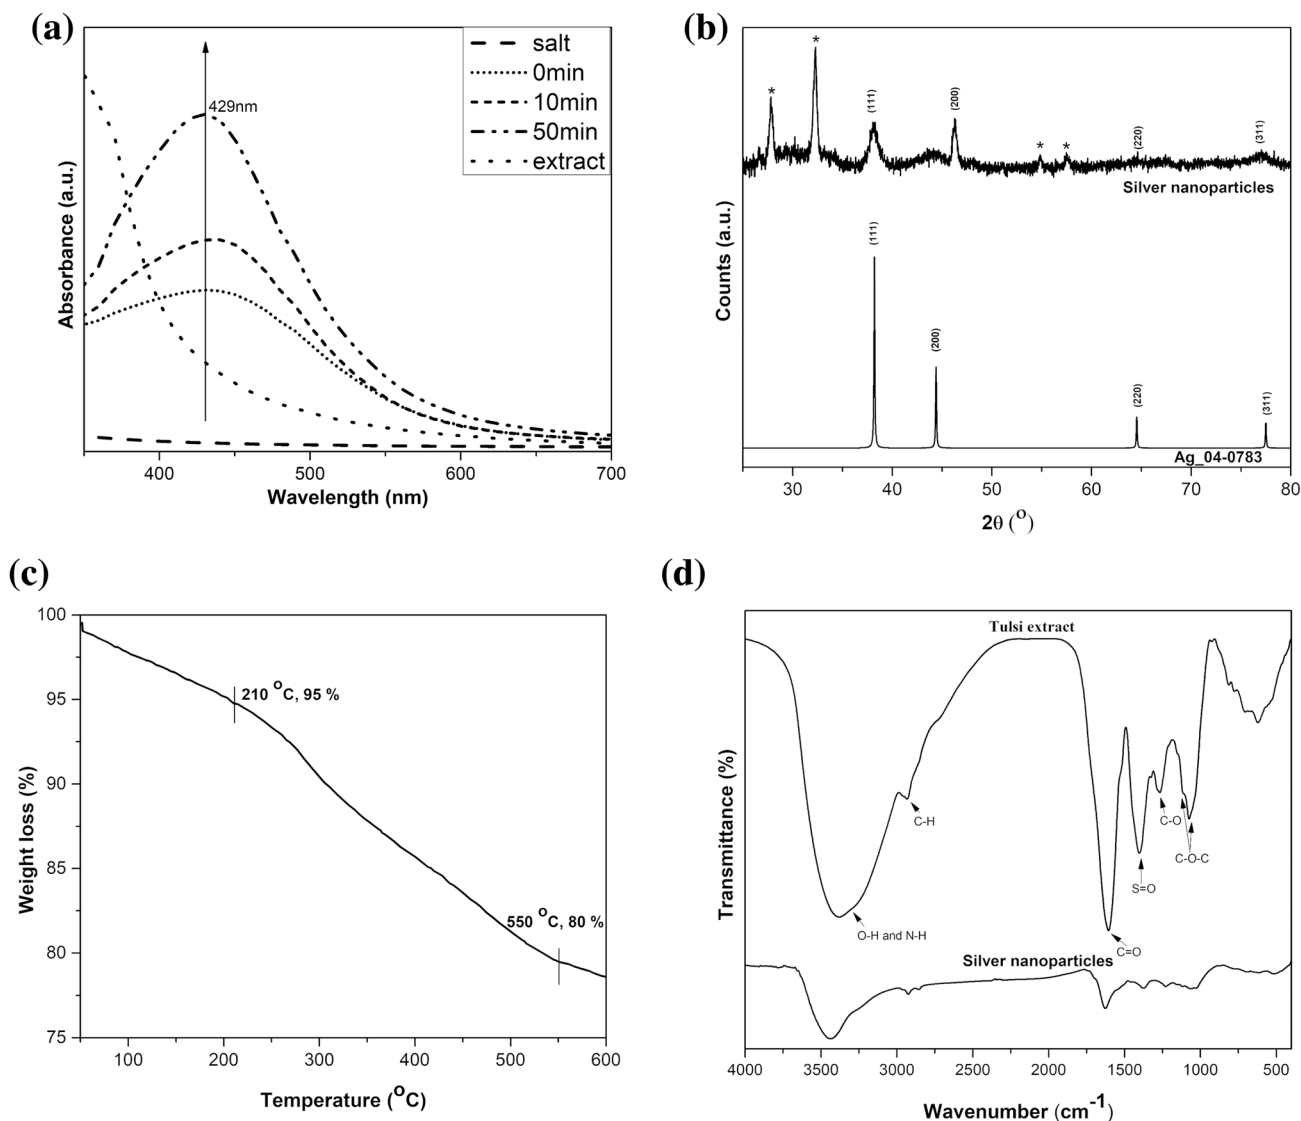 (a)
salt
0min
10min
50min
extract
429nm
Absorbance (a.u.)
400
500
600
700
Wavelength (nm)
(b)
*
*
(111)
(200)
*
*
(220)
(311)
Silver nanoparticles
(111)
(200)
(220)
(311)
Ag_04-0783
Counts (a.u.)
30
40
50
60
70
80
2θ (O)
(c)
100
95
90
85
80
75
210 OC, 95 %
550 OC, 80 %
Weight loss (%)
100
200
300
400
500
600
Temperature (OC)
(d)
Tulsi extract
C-H
C-O
C-O-C
S=O
O-H and N-H
C=O
Silver nanoparticles
Transmittance (%)
4000
3500
3000
2500
2000
1500
1000
500
Wavenumber (cm-1)